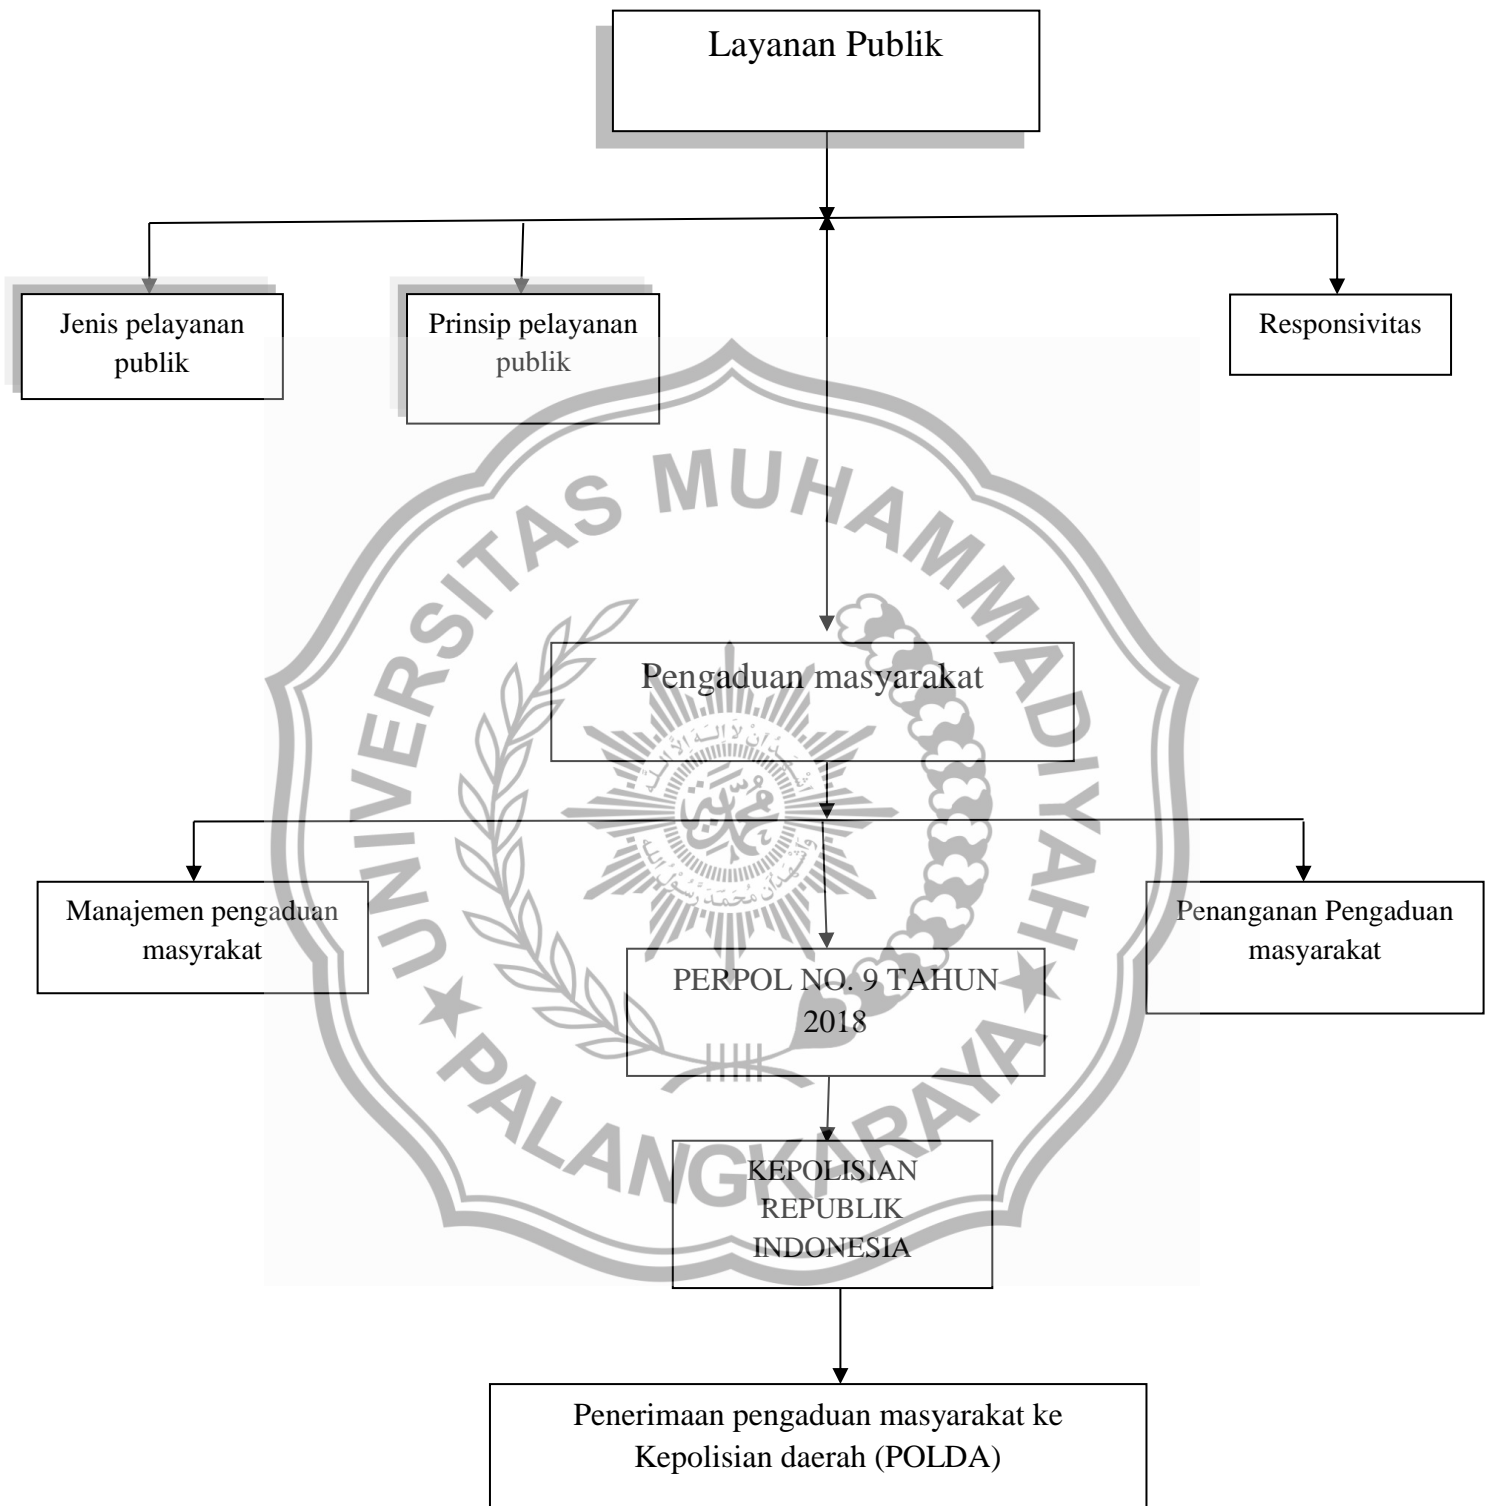 Layanan Publik
Jenis pelayanan
publik
Prinsip pelayanan
publik
Responsivitas
UNIVERSITAS MUHAMMADIYAH
PALANGKARAYA
Pengaduan masyarakat
Manajemen pengaduan
masyrakat
PERPOL NO. 9 TAHUN
2018
Penanganan Pengaduan
masyarakat
KEPOLISIAN
REPUBLIK
INDONESIA
Penerimaan pengaduan masyarakat ke
Kepolisian daerah (POLDA)